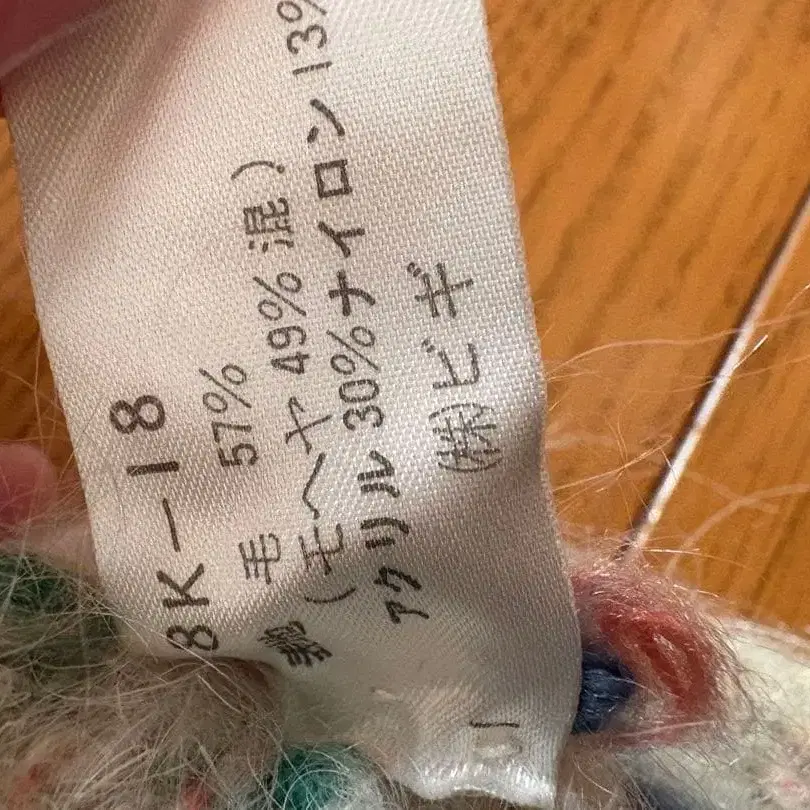 8K-18
毛 57%
(モヘヤ 49% 混)
アクリル 30% ナイロン 13%
(株)ビギ